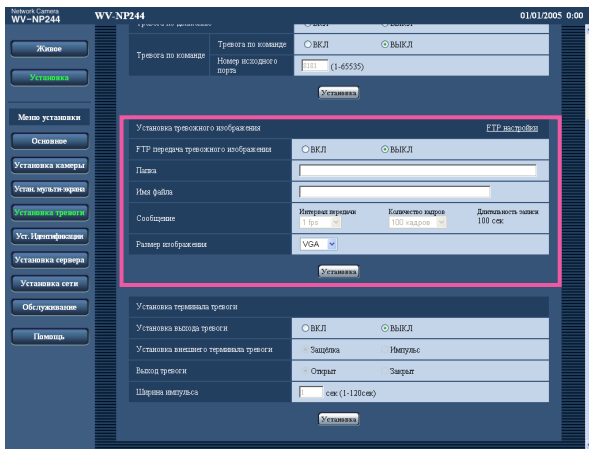 Network Camera
WV-NP244
WV-NP244
01/01/2005 0:00
Живое
Установка
Меню установки
Основное
Установка камеры
Устан. мульти-экрана
Установка тревоги
Уст. Идентификации
Установка сервера
Установка сети
Обслуживание
Помощь
Тревога по команде
Тревога по команде
ВКЛ
ВЫКЛ
Номер исходного
порта
(1-65535)
Установка
Установка тревожного изображения
FTP настройки
FTP передача тревожного изображения
ВКЛ
ВЫКЛ
Папка
Имя файла
Сообщение
Интервал передачи
Количество кадров
Длительность записи
1 fps
100 кадров
100 сек
Размер изображения
VGA
Установка
Установка терминала тревоги
Установка выхода тревоги
ВКЛ
ВЫКЛ
Установка внешнего терминала тревоги
Защёлка
Импульс
Выход тревоги
Открыт
Закрыт
Ширина импульса
сек (1-120сек)
Установка